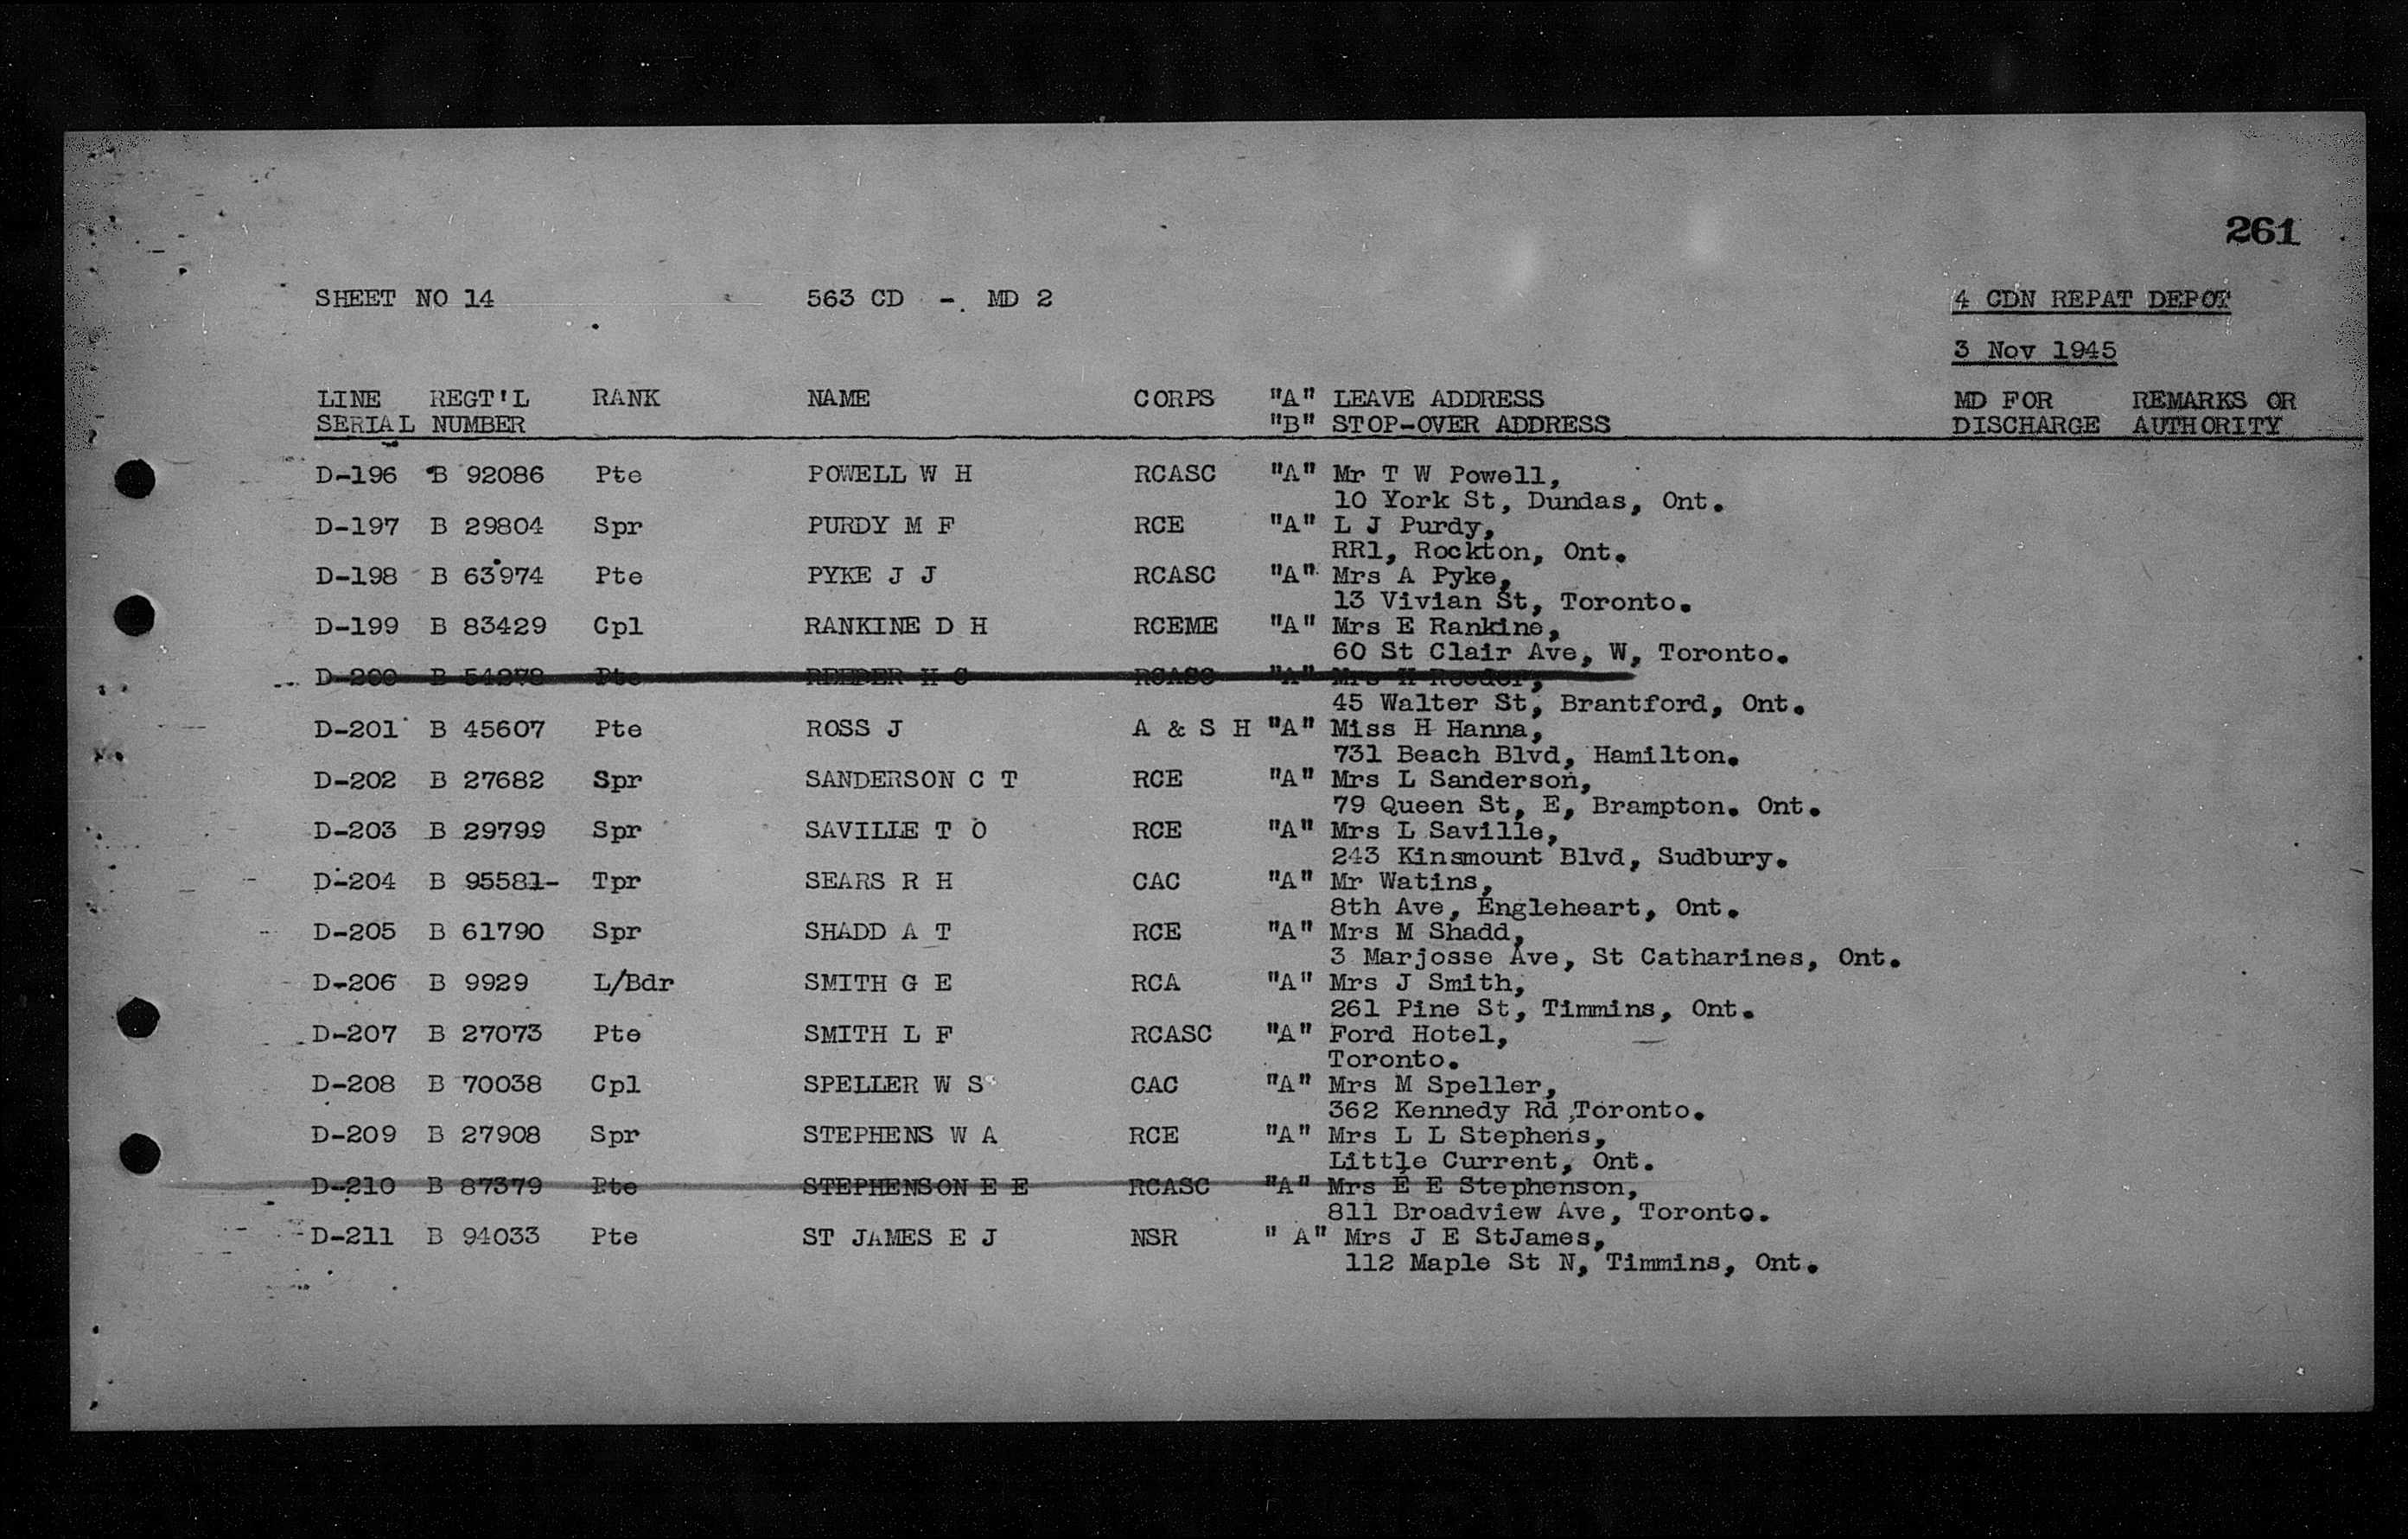 261
SHEET NO 14 563 CD - MD 2 4 CDN REPAT DEPOT
3 Nov 1945
LINE REGT'L RANK NAME CORPS "A" LEAVE ADDRESS MD FOR REMARKS OR
SERIAL NUMBER "B" STOP-OVER ADDRESS DISCHARGE AUTHORITY
D-196 B 92086 Pte POWELL W H RCASC "A" Mr T W Powell,
10 York St, Dundas, Ont.
D-197 B 29804 Spr PURDY M F RCE "A" L J Purdy,
RR1, Rockton, Ont.
D-198 B 63974 Pte PYKE J J RCASC "A" Mrs A Pyke,
13 Vivian St, Toronto.
D-199 B 83429 Cpl RANKINE D H RCEME "A" Mrs E Rankine,
60 St Clair Ave, W, Toronto.
D-200 B Pte REEDER H C RCASC "A" Mrs Reeder,
45 Walter St, Brantford, Ont.
D-201 B 45607 Pte ROSS J A & S H "A" Miss H Hanna,
731 Beach Blvd, Hamilton.
D-202 B 27682 Spr SANDERSON C T RCE "A" Mrs L Sanderson,
79 Queen St, E, Brampton. Ont.
D-203 B 29799 Spr SAVILLE T O RCE "A" Mrs L Saville,
243 Kinsmount Blvd, Sudbury.
D-204 B 95581- Tpr SEARS R H CAC "A" Mr Watins,
8th Ave, Engleheart, Ont.
D-205 B 61790 Spr SHADD A T RCE "A" Mrs M Shadd,
3 Marjosse Ave, St Catharines, Ont.
D-206 B 9929 L/Bdr SMITH G E RCA "A" Mrs J Smith,
261 Pine St, Timmins, Ont.
D-207 B 27073 Pte SMITH L F RCASC "A" Ford Hotel,
Toronto.
D-208 B 70038 Cpl SPELLER W S CAC "A" Mrs M Speller,
362 Kennedy Rd ,Toronto.
D-209 B 27908 Spr STEPHENS W A RCE "A" Mrs L L Stephens,
Little Current, Ont.
D-210 B 87379 Pte STEPHENSON E E RCASC "A" Mrs E E Stephenson,
811 Broadview Ave, Toronto.
D-211 B 94033 Pte ST JAMES E J NSR " A" Mrs J E StJames,
112 Maple St N, Timmins, Ont.